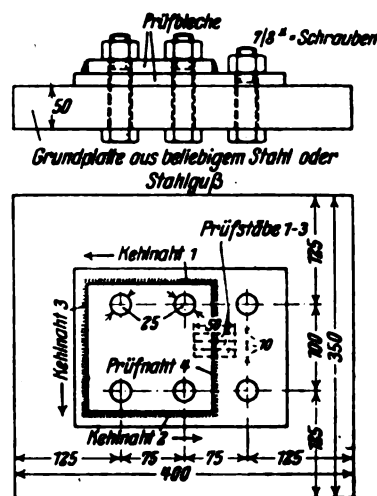 Prüfbleche
7/8" = Schrauben
50
Grundplatte aus beliebigem Stahl oder
Stahlguß
Prüfstäbe 1-3
Kehlnaht 1
Kehlnaht 3
25
50
10
Prüfnaht 4
Kehlnaht 2
125
100
125
350
125 75 75 125
400